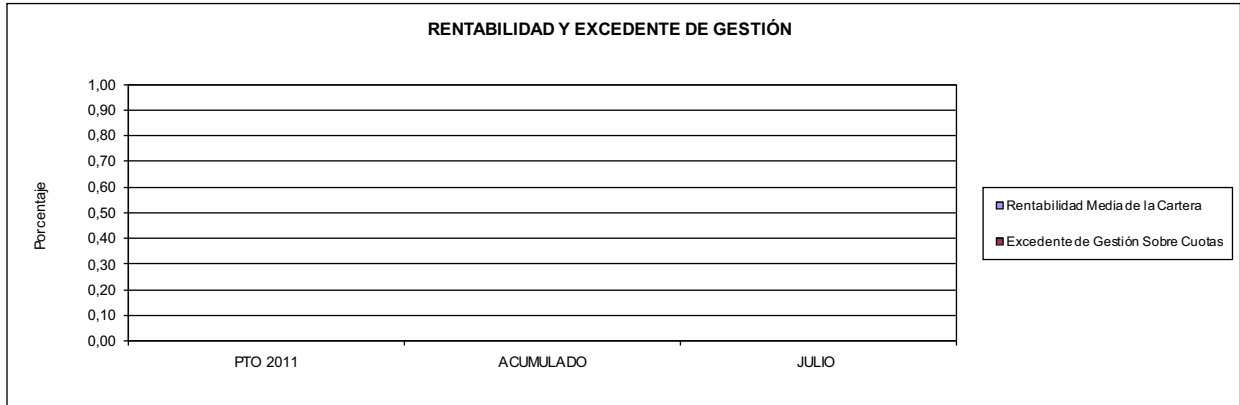 RENTABILIDAD Y EXCEDENTE DE GESTIÓN
1,00
0,90
0,80
0,70
0,60
0,50
0,40
0,30
0,20
0,10
0,00
Porcentaje
PTO 2011
ACUMULADO
JULIO
Rentabilidad Media de la Cartera
Excedente de Gestión Sobre Cuotas